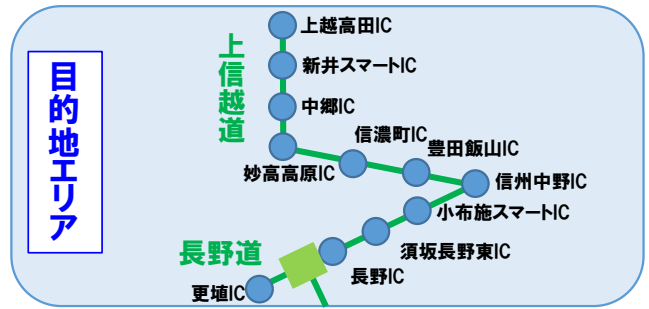 目的地エリア
上信越道
上越高田IC
新井スマートIC
中郷IC
妙高高原IC
信濃町IC
豊田飯山IC
信州中野IC
小布施スマートIC
須坂長野東IC
長野IC
長野道
更埴IC